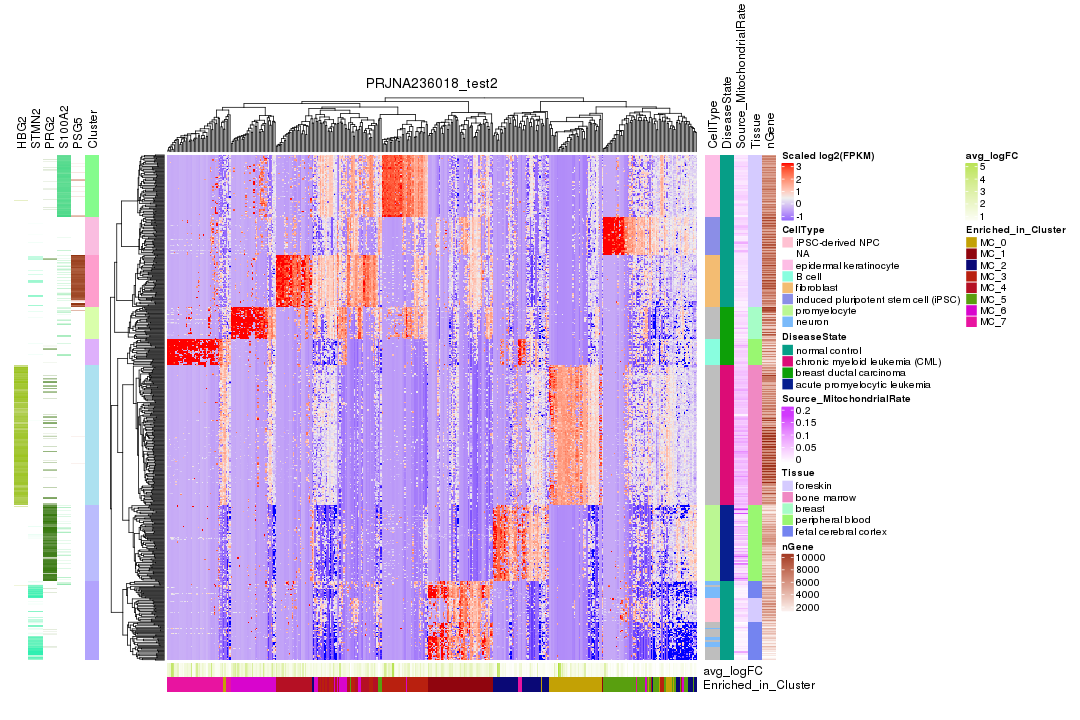 PRJNA236018_test2
HBG2
STMN2
PRG2
S100A2
PSG5
Cluster
CellType
DiseaseState
Source_MitochondrialRate
Tissue
nGene
Scaled log2(FPKM)
3
2
1
0
-1
CellType
iPSC-derived NPC
NA
epidermal keratinocyte
B cell
fibroblast
induced pluripotent stem cell (iPSC)
promyelocyte
neuron
DiseaseState
normal control
chronic myeloid leukemia (CML)
breast ductal carcinoma
acute promyelocytic leukemia
Source_MitochondrialRate
0.2
0.15
0.1
0.05
0
Tissue
foreskin
bone marrow
breast
peripheral blood
fetal cerebral cortex
nGene
10000
8000
6000
4000
2000
avg_logFC
5
4
3
2
1
Enriched_in_Cluster
MC_0
MC_1
MC_2
MC_3
MC_4
MC_5
MC_6
MC_7
avg_logFC
Enriched_in_Cluster